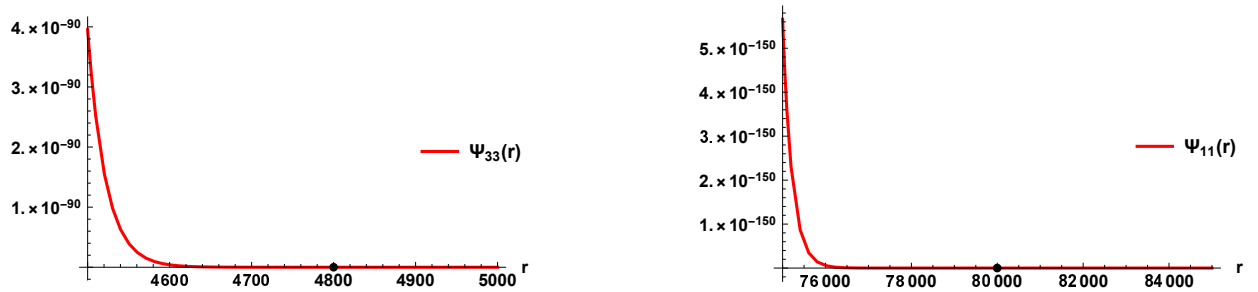 4. × 10⁻⁹⁰
3. × 10⁻⁹⁰
2. × 10⁻⁹⁰
1. × 10⁻⁹⁰
4600 4700 4800 4900 5000 r
Ψ₃₃(r)
5. × 10⁻¹⁵⁰
4. × 10⁻¹⁵⁰
3. × 10⁻¹⁵⁰
2. × 10⁻¹⁵⁰
1. × 10⁻¹⁵⁰
76 000 78 000 80 000 82 000 84 000 r
Ψ₁₁(r)